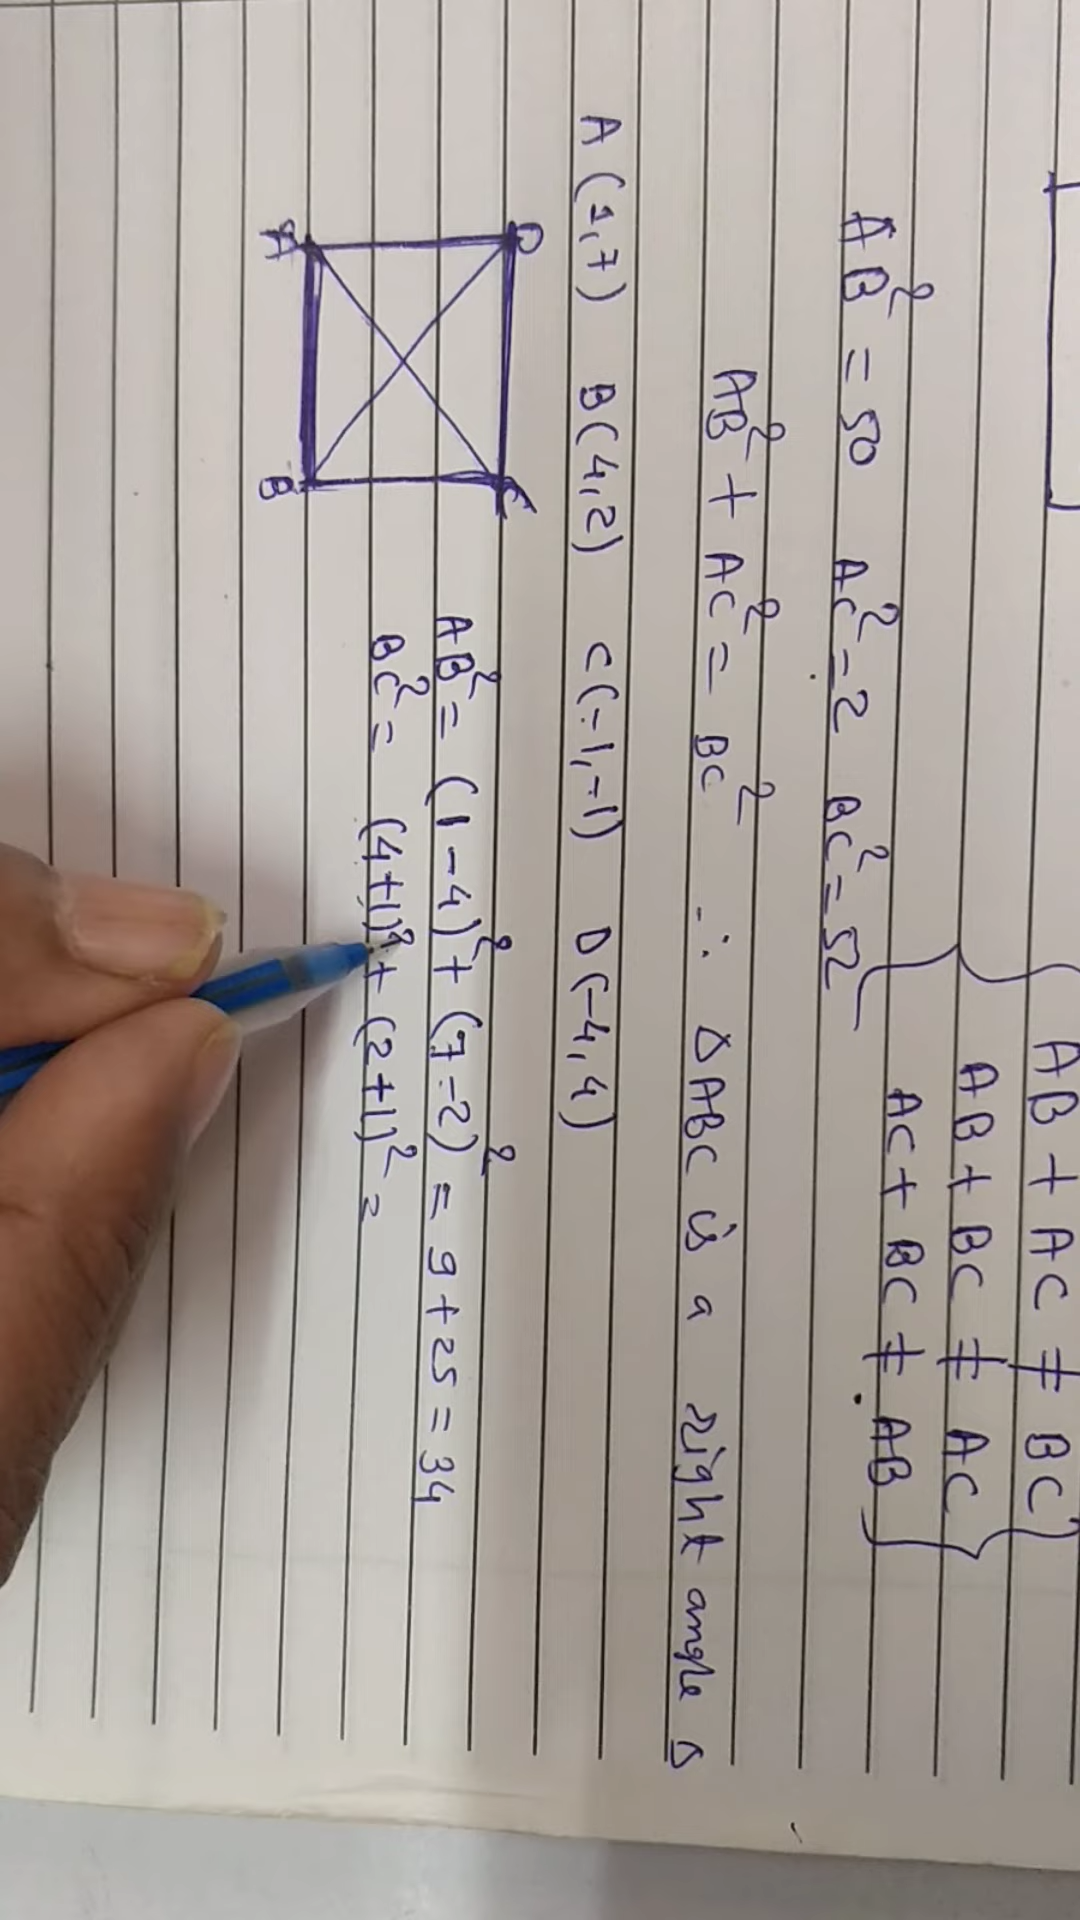 AB + AC ≠ BC
AB + BC ≠ AC
AC + BC ≠ AB
AB² = 50 AC² = 2 BC² = 52
AB² + AC² = BC² ∴ ΔABC is a right angle Δ
A (1,7) B(4,2) C(-1,-1) D(-4,4)
D C
A B
AB² = (1-4)² + (7-2)² = 9+25 = 34
BC² = (4+1)² + (2+1)² =